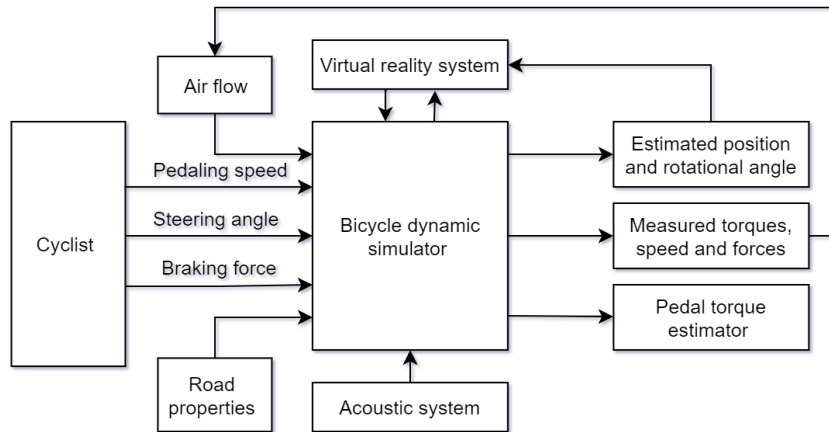 Air flow
Virtual reality system
Cyclist
Pedaling speed
Steering angle
Braking force
Bicycle dynamic
simulator
Estimated position
and rotational angle
Measured torques,
speed and forces
Pedal torque
estimator
Road
properties
Acoustic system